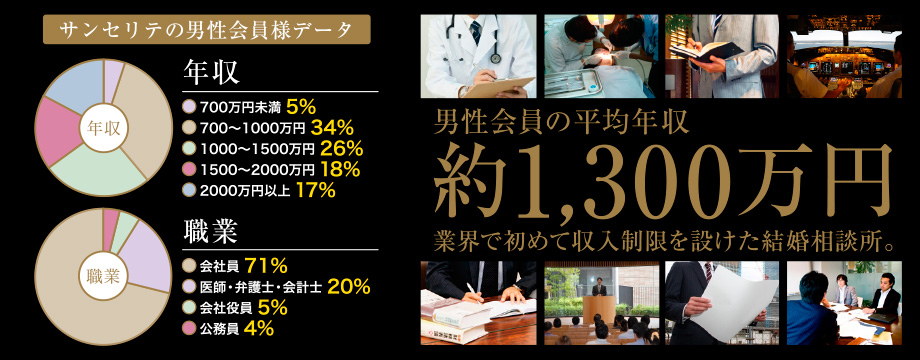 サンセリテの男性会員様データ
年収
年収
700万円未満 5%
700〜1000万円 34%
1000〜1500万円 26%
1500〜2000万円 18%
2000万円以上 17%
職業
職業
会社員 71%
医師・弁護士・会計士 20%
会社役員 5%
公務員 4%
男性会員の平均年収
約1,300万円
業界で初めて収入制限を設けた結婚相談所。